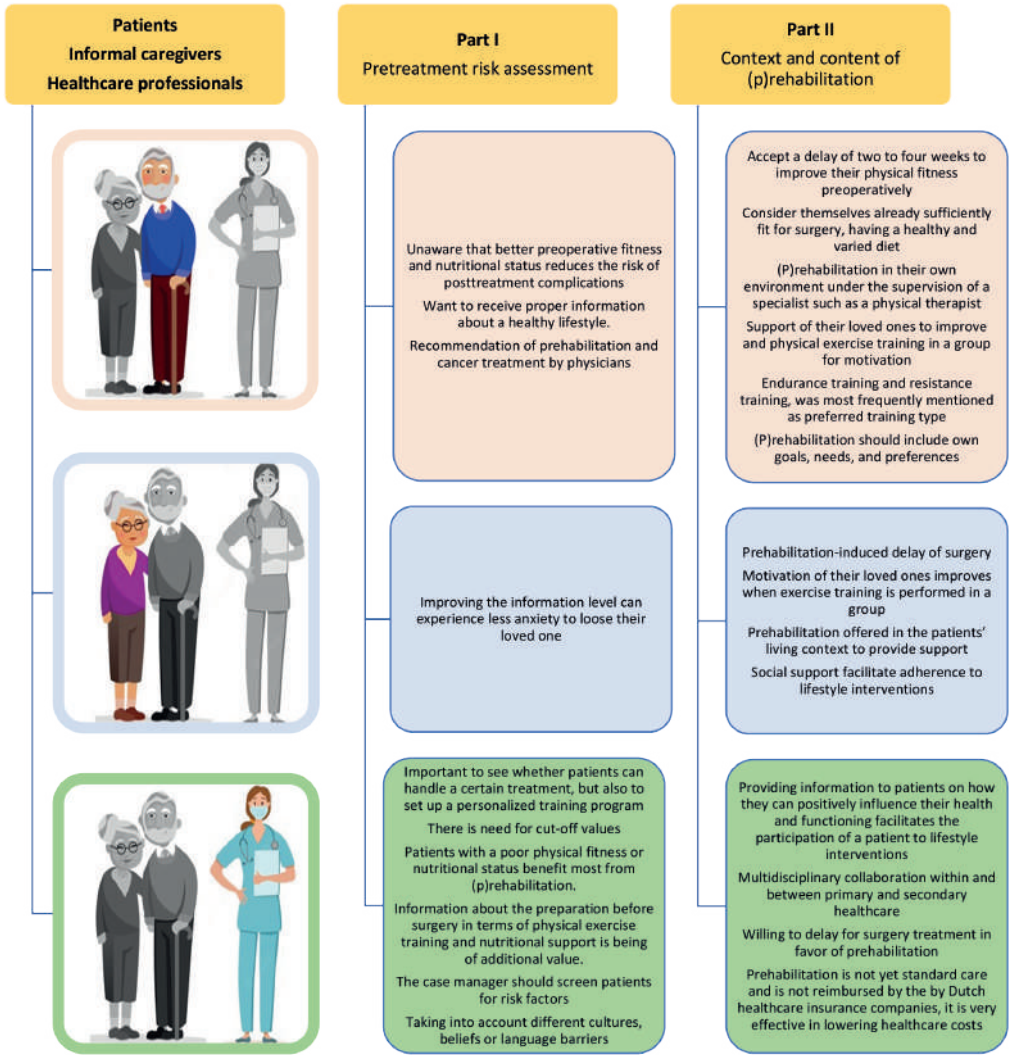 Patients
Informal caregivers
Healthcare professionals
Part I
Pretreatment risk assessment
Part II
Context and content of
(p)rehabilitation
Unaware that better preoperative fitness
and nutritional status reduces the risk of
posttreatment complications
Want to receive proper information
about a healthy lifestyle.
Recommendation of prehabilitation and
cancer treatment by physicians
Accept a delay of two to four weeks to
improve their physical fitness
preoperatively
Consider themselves already sufficiently
fit for surgery, having a healthy and
varied diet
(P)rehabilitation in their own
environment under the supervision of a
specialist such as a physical therapist
Support of their loved ones to improve
and physical exercise training in a group
for motivation
Endurance training and resistance
training, was most frequently mentioned
as preferred training type
(P)rehabilitation should include own
goals, needs, and preferences
Improving the information level can
experience less anxiety to loose their
loved one
Prehabilitation-induced delay of surgery
Motivation of their loved ones improves
when exercise training is performed in a
group
Prehabilitation offered in the patients'
living context to provide support
Social support facilitate adherence to
lifestyle interventions
Important to see whether patients can
handle a certain treatment, but also to
set up a personalized training program
There is need for cut-off values
Patients with a poor physical fitness or
nutritional status benefit most from
(p)rehabilitation.
Information about the preparation before
surgery in terms of physical exercise
training and nutritional support is being
of additional value.
The case manager should screen patients
for risk factors
Taking into account different cultures,
beliefs or language barriers
Providing information to patients on how
they can positively influence their health
and functioning facilitates the
participation of a patient to lifestyle
interventions
Multidisciplinary collaboration within and
between primary and secondary
healthcare
Willing to delay for surgery treatment in
favor of prehabilitation
Prehabilitation is not yet standard care
and is not reimbursed by the by Dutch
healthcare insurance companies, it is very
effective in lowering healthcare costs